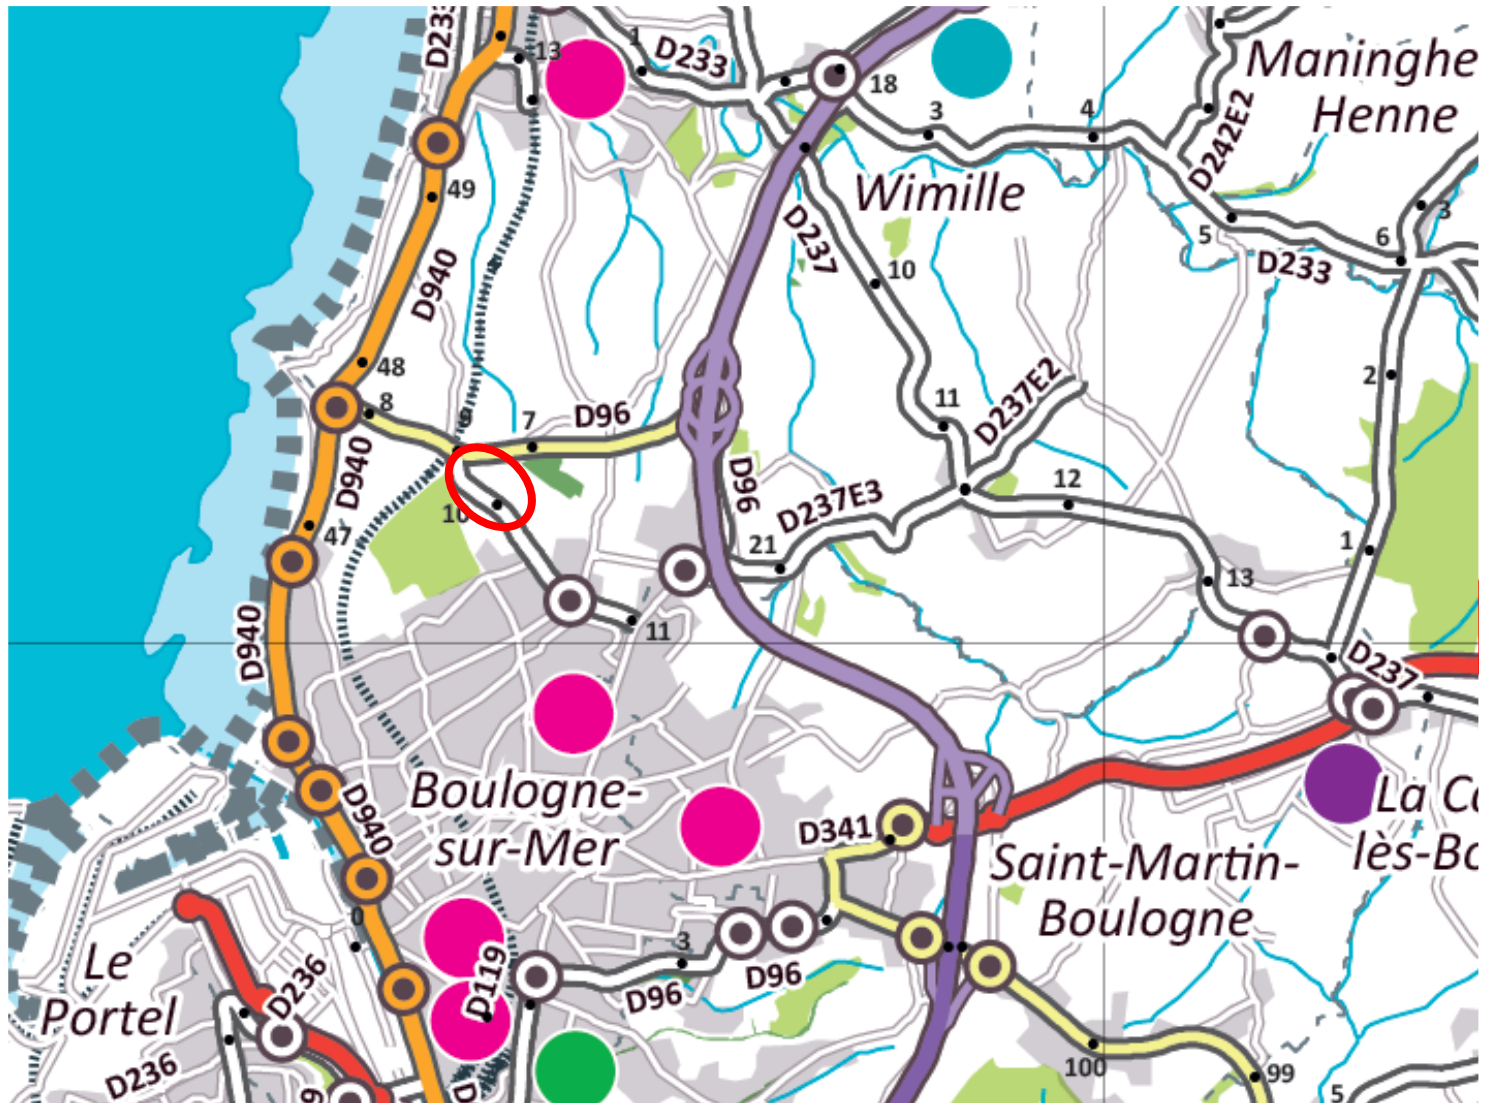 D233
13
1
D233
18
3
4
D242E2
Maninghe
Henne
49
Wimille
D237
5
D233
6
3
D940
10
48
8
7
D96
11
D237E2
2
D940
47
10
D96
21
D237E3
12
1
13
11
D940
D237
Boulogne-
sur-Mer
D940
D341
La Co
lès-Bo
Saint-Martin-
Boulogne
0
3
D96
D96
D119
Le
Portel
D236
D236
9
D
100
99
5